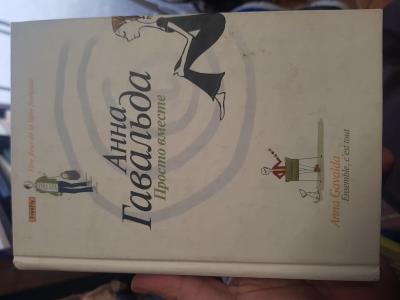 Анна
Гавальда
Просто вместе
Anna Gavalda
Ensemble, c'est tout